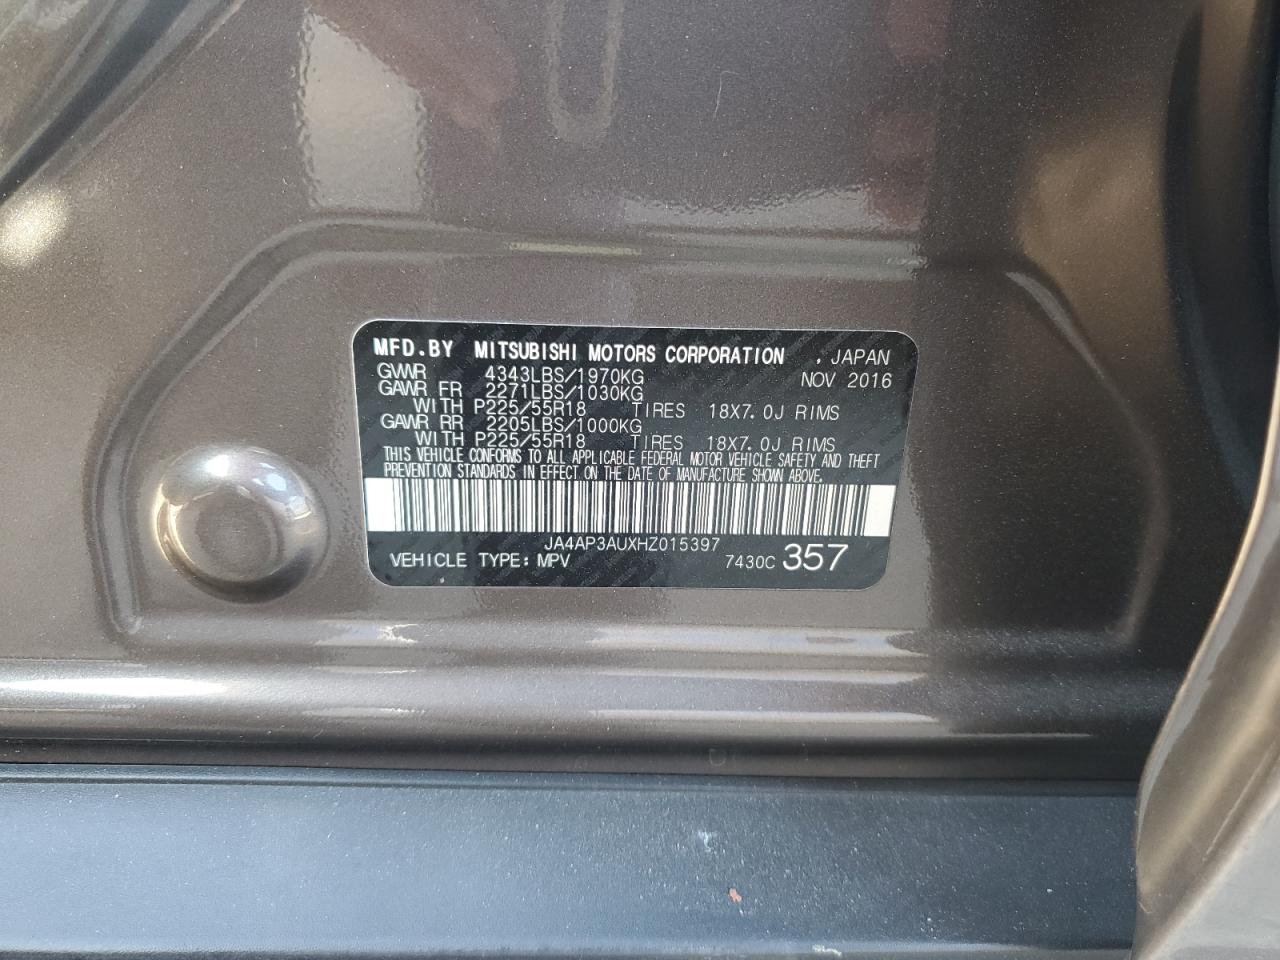 MFD.BY MITSUBISHI MOTORS CORPORATION , JAPAN
GVWR 4343LBS/1970KG NOV 2016
GAWR FR 2271LBS/1030KG
WITH P225/55R18 TIRES 18X7.0J RIMS
GAWR RR 2205LBS/1000KG
WITH P225/55R18 TIRES 18X7.0J RIMS
THIS VEHICLE CONFORMS TO ALL APPLICABLE FEDERAL MOTOR VEHICLE SAFETY AND THEFT
PREVENTION STANDARDS IN EFFECT ON THE DATE OF MANUFACTURE SHOWN ABOVE.
JA4AP3AUXHZ015397
VEHICLE TYPE: MPV 7430C 357